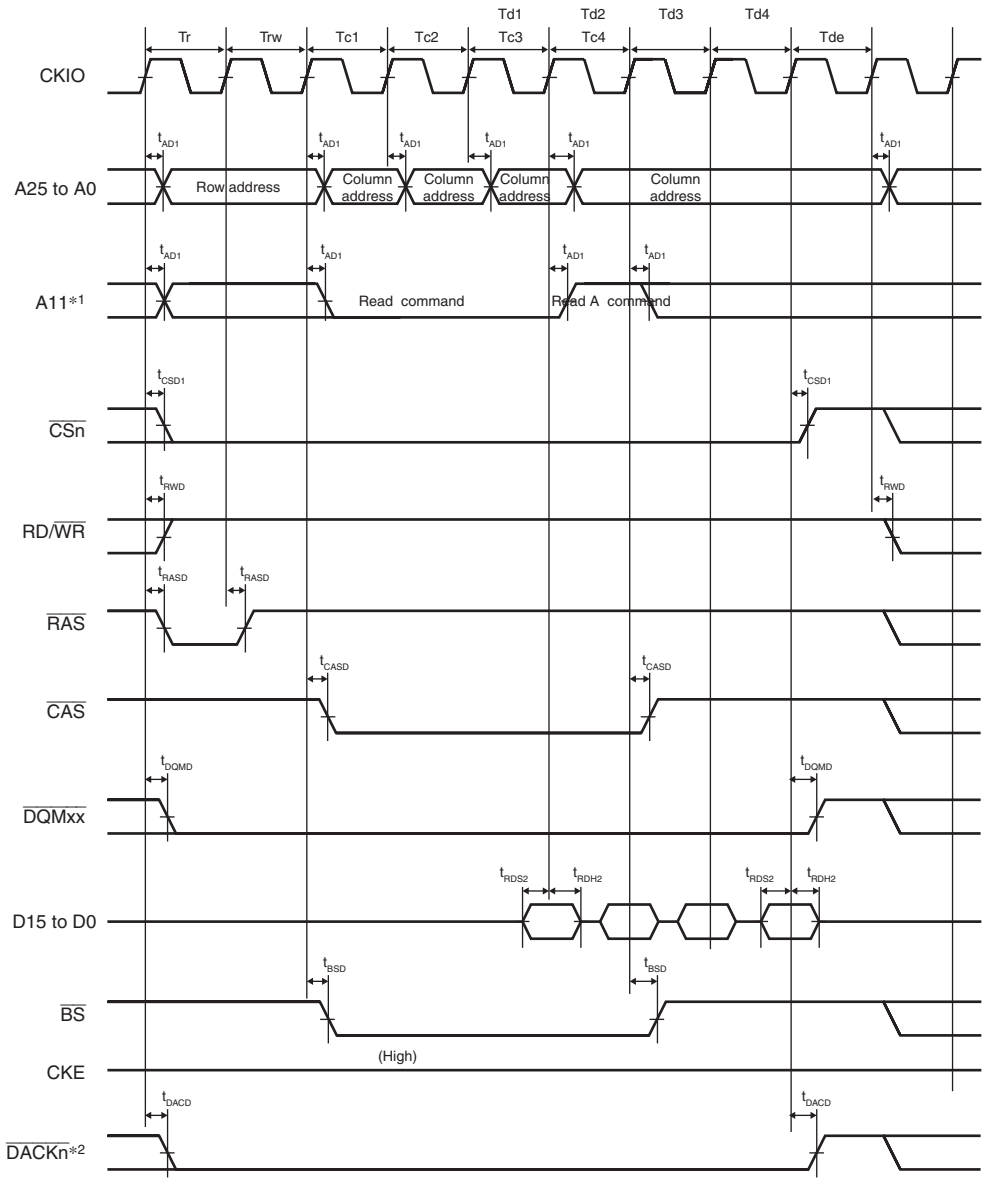 Td1 Td2 Td3 Td4
Tr Trw Tc1 Tc2 Tc3 Tc4 Tde
CKIO
tAD1 tAD1 tAD1 tAD1 tAD1 tAD1
A25 to A0 Row address Column address Column address Column address Column address
tAD1 tAD1 tAD1 tAD1
A11*1 Read command Read A command
tCSD1 tCSD1
CSn
tRWD tRWD
RD/WR
tRASD tRASD
RAS
tCASD tCASD
CAS
tDQMD tDQMD
DQMxx
tRDS2 tRDH2 tRDS2 tRDH2
D15 to D0
tBSD tBSD
BS
(High)
CKE
tDACD tDACD
DACKn*2